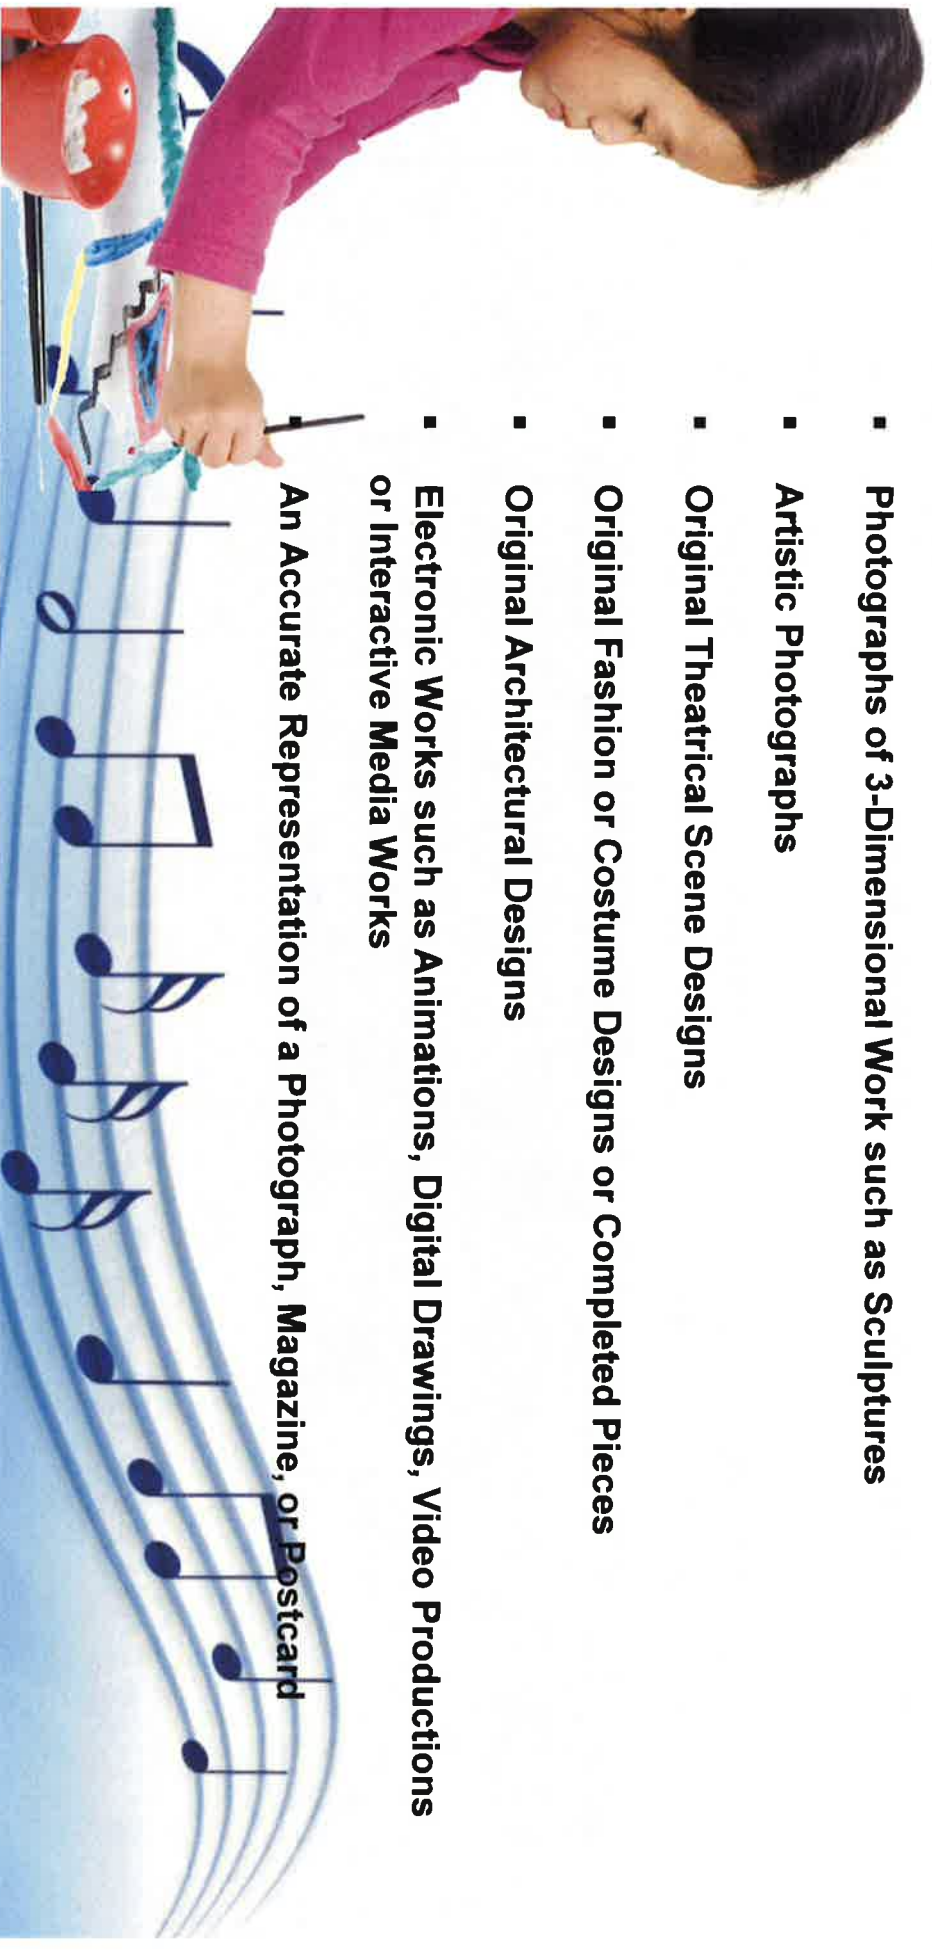 ▪ Photographs of 3-Dimensional Work such as Sculptures
▪ Artistic Photographs
▪ Original Theatrical Scene Designs
▪ Original Fashion or Costume Designs or Completed Pieces
▪ Original Architectural Designs
▪ Electronic Works such as Animations, Digital Drawings, Video Productions
or Interactive Media Works
▪ An Accurate Representation of a Photograph, Magazine, or Postcard